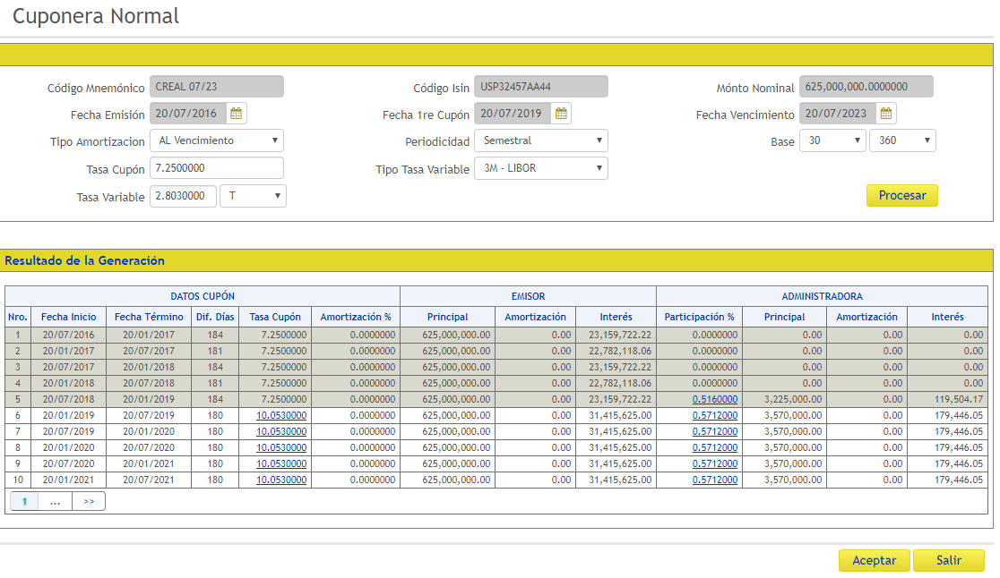 Cuponera Normal
Código Mnemónico CREAL 07/23 Código Isin USP32457AA44 Mónto Nominal 625,000,000.0000000
Fecha Emisión 20/07/2016 Fecha 1re Cupón 20/07/2019 Fecha Vencimiento 20/07/2023
Tipo Amortizacion AL Vencimiento Periodicidad Semestral Base 30 360
Tasa Cupón 7.2500000 Tipo Tasa Variable 3M - LIBOR
Tasa Variable 2.8030000 T Procesar
Resultado de la Generación
DATOS CUPÓN EMISOR ADMINISTRADORA
Nro. Fecha Inicio Fecha Término Dif. Días Tasa Cupón Amortización % Principal Amortización Interés Participación % Principal Amortización Interés
1 20/07/2016 20/01/2017 184 7.2500000 0.0000000 625,000,000.00 0.00 23,159,722.22 0.0000000 0.00 0.00 0.00
2 20/01/2017 20/07/2017 181 7.2500000 0.0000000 625,000,000.00 0.00 22,782,118.06 0.0000000 0.00 0.00 0.00
3 20/07/2017 20/01/2018 184 7.2500000 0.0000000 625,000,000.00 0.00 23,159,722.22 0.0000000 0.00 0.00 0.00
4 20/01/2018 20/07/2018 181 7.2500000 0.0000000 625,000,000.00 0.00 22,782,118.06 0.0000000 0.00 0.00 0.00
5 20/07/2018 20/01/2019 184 7.2500000 0.0000000 625,000,000.00 0.00 23,159,722.22 0.5160000 3,225,000.00 0.00 119,504.17
6 20/01/2019 20/07/2019 180 10.0530000 0.0000000 625,000,000.00 0.00 31,415,625.00 0.5712000 3,570,000.00 0.00 179,446.05
7 20/07/2019 20/01/2020 180 10.0530000 0.0000000 625,000,000.00 0.00 31,415,625.00 0.5712000 3,570,000.00 0.00 179,446.05
8 20/01/2020 20/07/2020 180 10.0530000 0.0000000 625,000,000.00 0.00 31,415,625.00 0.5712000 3,570,000.00 0.00 179,446.05
9 20/07/2020 20/01/2021 180 10.0530000 0.0000000 625,000,000.00 0.00 31,415,625.00 0.5712000 3,570,000.00 0.00 179,446.05
10 20/01/2021 20/07/2021 180 10.0530000 0.0000000 625,000,000.00 0.00 31,415,625.00 0.5712000 3,570,000.00 0.00 179,446.05
1 ... >>
Aceptar Salir